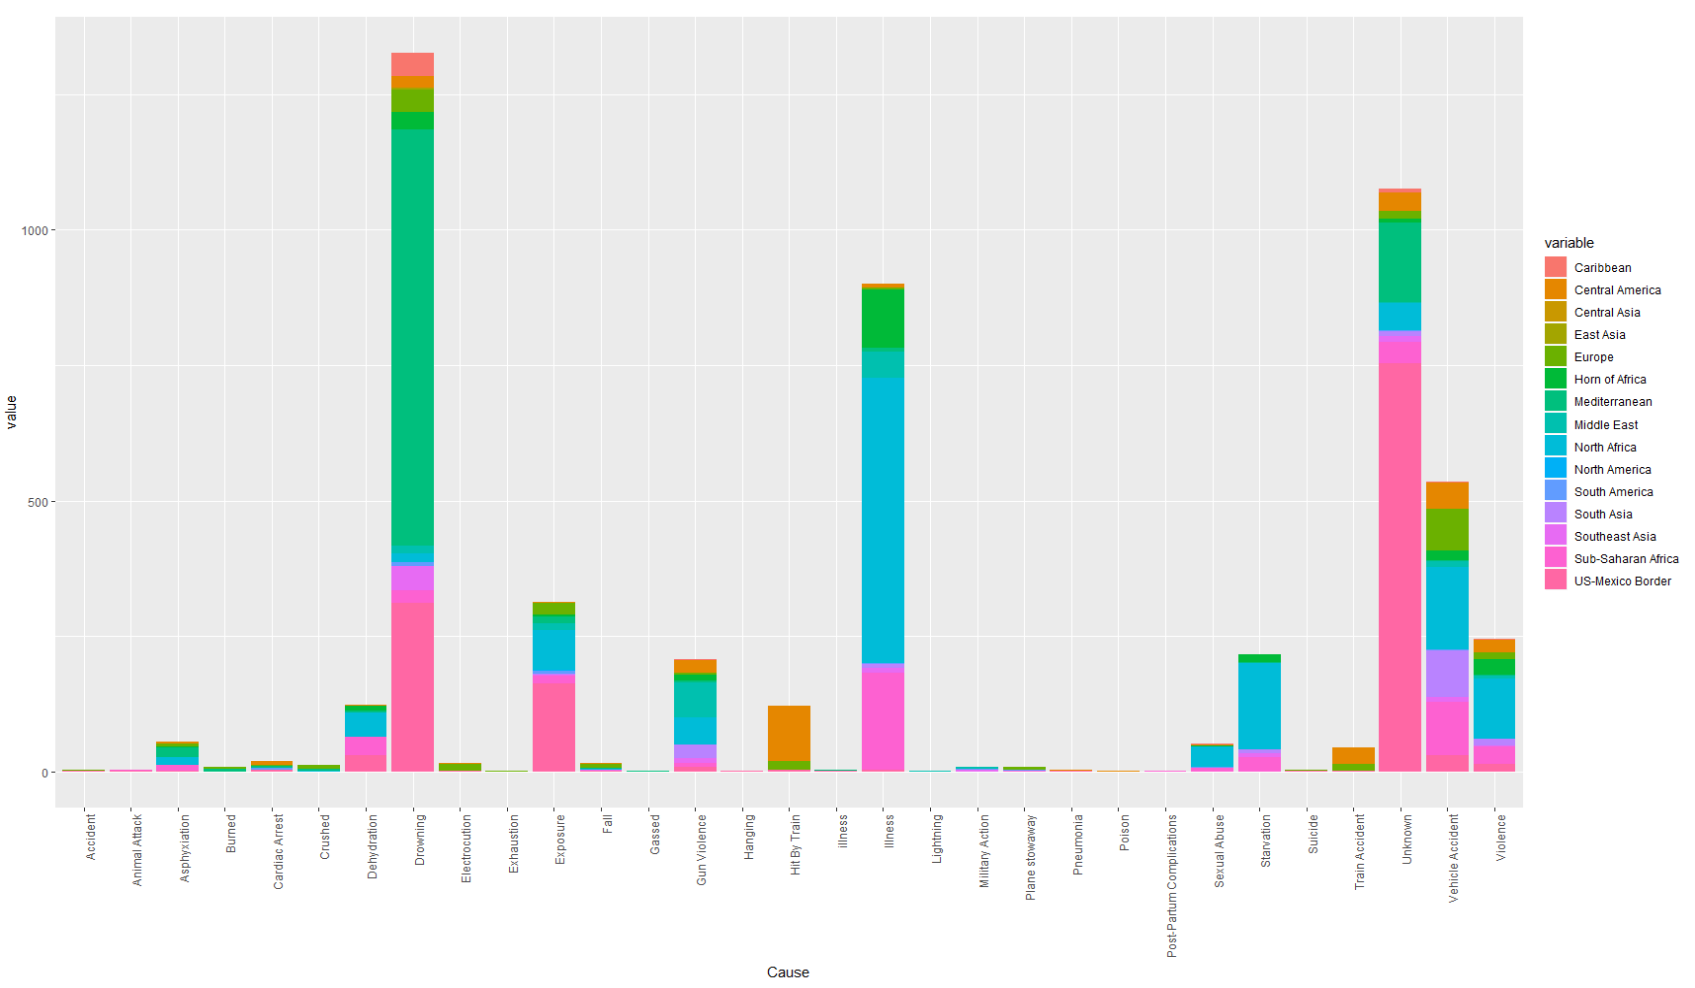 1000
500
0
value
Accident
Animal Attack
Asphyxiation
Burned
Cardiac Arrest
Crushed
Dehydration
Drowning
Electrocution
Exhaustion
Exposure
Fall
Gassed
Gun Violence
Hanging
Hit By Train
illness
Illness
Lightning
Military Action
Plane stowaway
Pneumonia
Poison
Post-Partum Complications
Sexual Abuse
Starvation
Suicide
Train Accident
Unknown
Vehicle Accident
Violence
Cause
variable
Caribbean
Central America
Central Asia
East Asia
Europe
Horn of Africa
Mediterranean
Middle East
North Africa
North America
South America
South Asia
Southeast Asia
Sub-Saharan Africa
US-Mexico Border